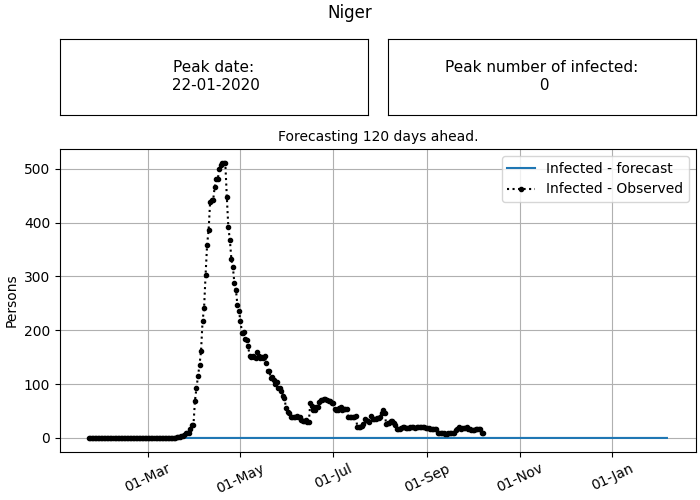 Niger
Peak date:
22-01-2020
Peak number of infected:
0
Forecasting 120 days ahead.
Infected - forecast
Infected - Observed
Persons
500
400
300
200
100
0
01-Mar
01-May
01-Jul
01-Sep
01-Nov
01-Jan